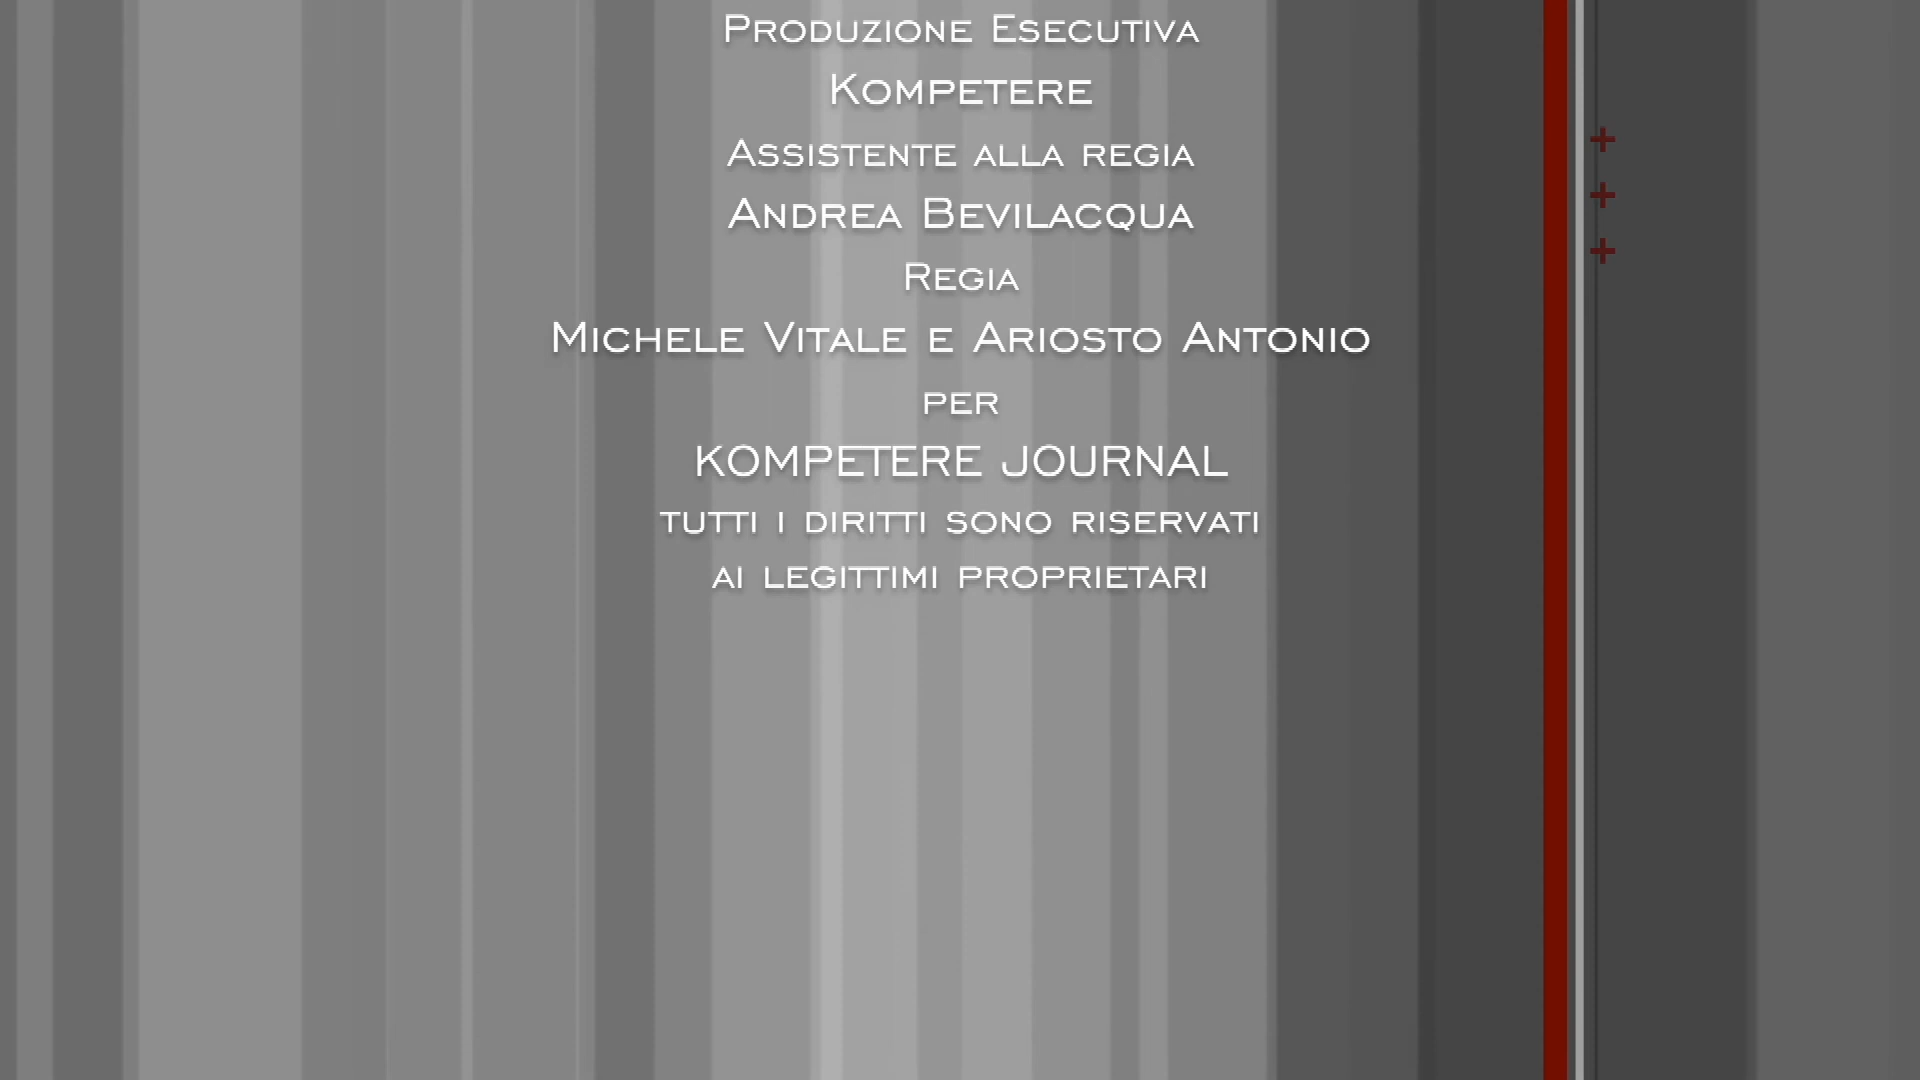 Produzione Esecutiva
Kompetere
Assistente alla regia
Andrea Bevilacqua
Regia
Michele Vitale e Ariosto Antonio
per
KOMPETERE JOURNAL
tutti i diritti sono riservati
ai legittimi proprietari